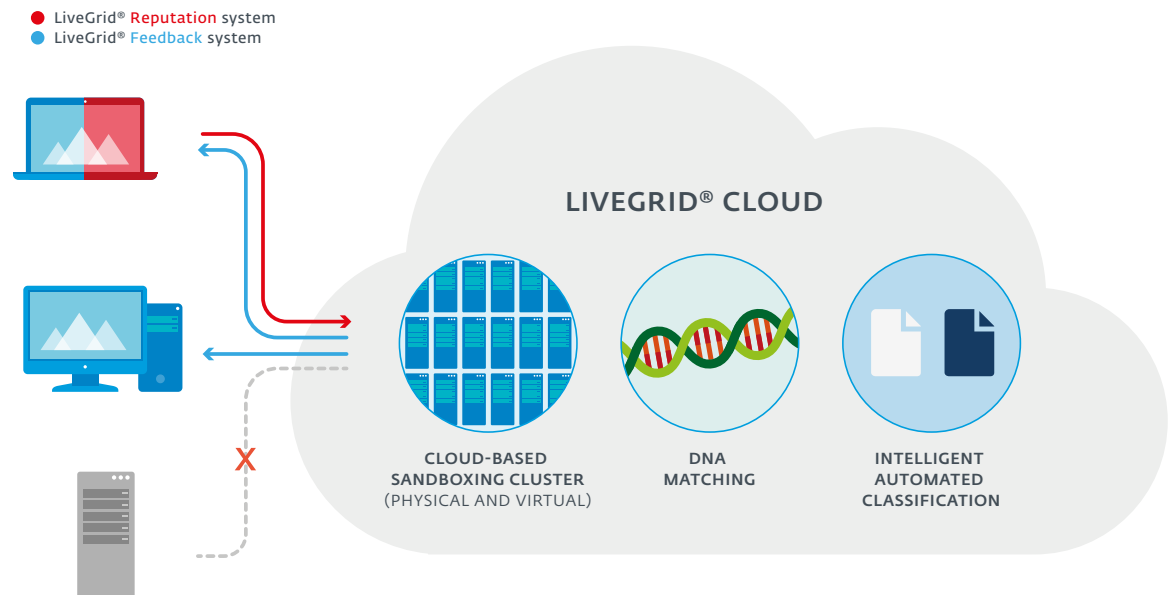 LiveGrid® Reputation system
LiveGrid® Feedback system
LIVEGRID® CLOUD
X
CLOUD-BASED
SANDBOXING CLUSTER
(PHYSICAL AND VIRTUAL)
DNA
MATCHING
INTELLIGENT
AUTOMATED
CLASSIFICATION